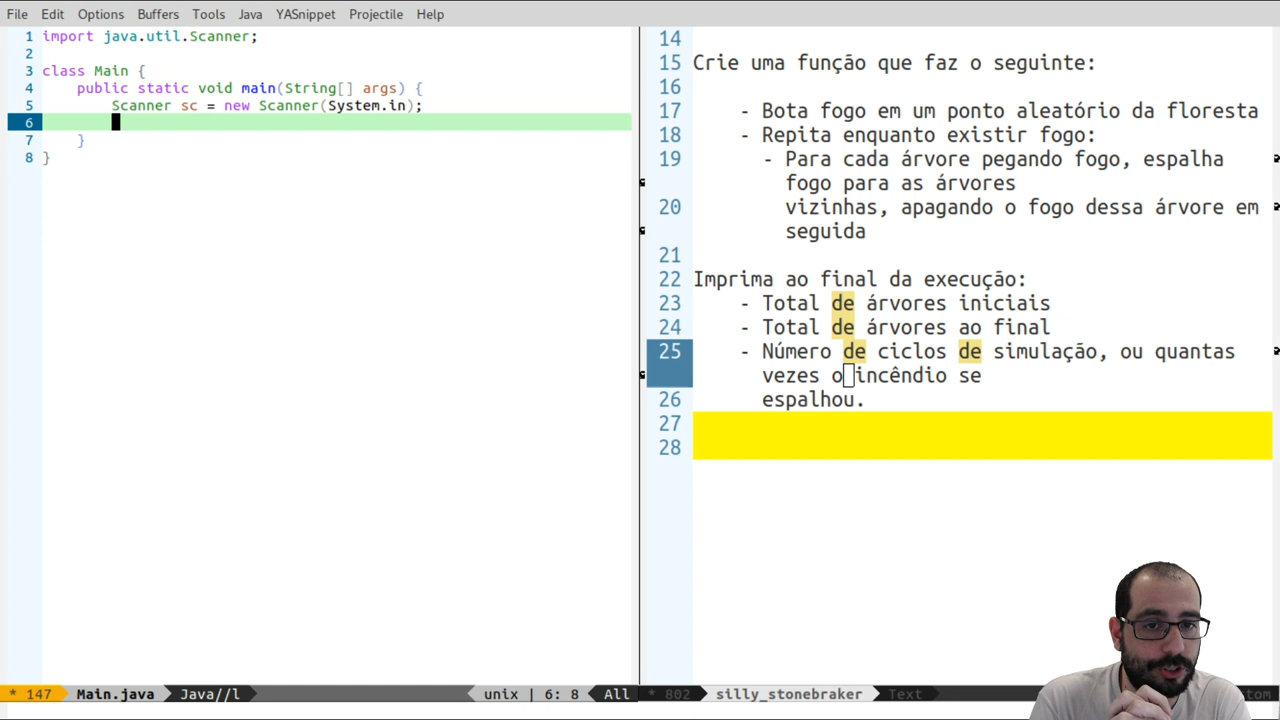 File Edit Options Buffers Tools Java YASnippet Projectile Help
1 import java.util.Scanner;
2
3 class Main {
4 public static void main(String[] args) {
5 Scanner sc = new Scanner(System.in);
6
7 }
8 }
* 147 Main.java Java//l unix | 6: 8 All
14
15 Crie uma função que faz o seguinte:
16
17 - Bota fogo em um ponto aleatório da floresta
18 - Repita enquanto existir fogo:
19 - Para cada árvore pegando fogo, espalha
fogo para as árvores
20 vizinhas, apagando o fogo dessa árvore em
seguida
21
22 Imprima ao final da execução:
23 - Total de árvores iniciais
24 - Total de árvores ao final
25 - Número de ciclos de simulação, ou quantas
vezes o incêndio se
26 espalhou.
27
28
* 802 silly_stonebraker Text